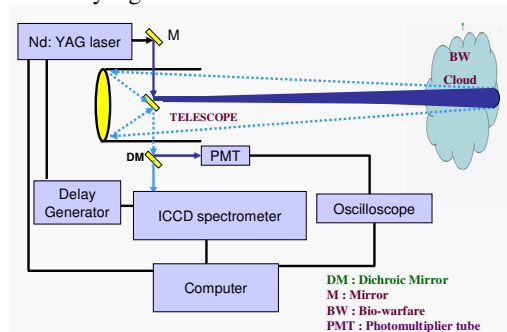 Nd: YAG laser
M
BW
Cloud
TELESCOPE
DM
PMT
Delay
Generator
ICCD spectrometer
Oscilloscope
Computer
DM : Dichroic Mirror
M : Mirror
BW : Bio-warfare
PMT : Photomultiplier tube